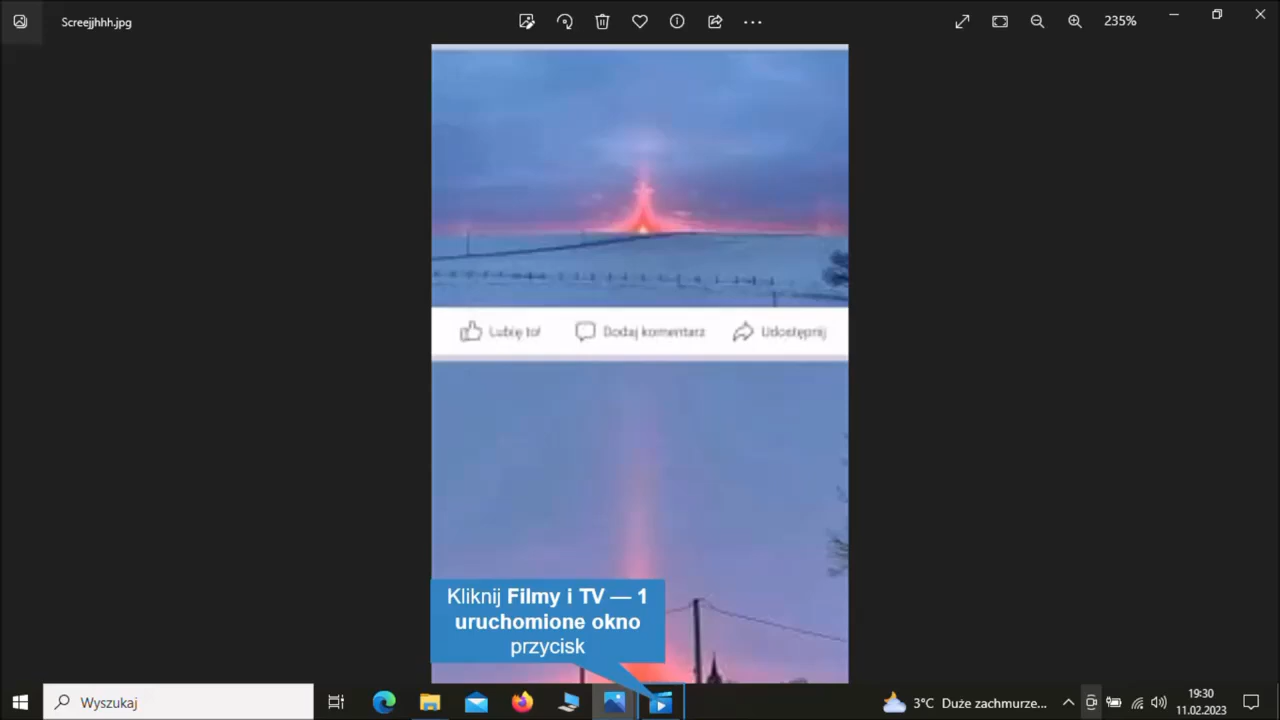 Screejjhhh.jpg
235%
Lubię to!
Dodaj komentarz
Udostępnij
Kliknij Filmy i TV — 1
uruchomione okno
przycisk
Wyszukaj
3°C Duże zachmurze...
19:30
11.02.2023